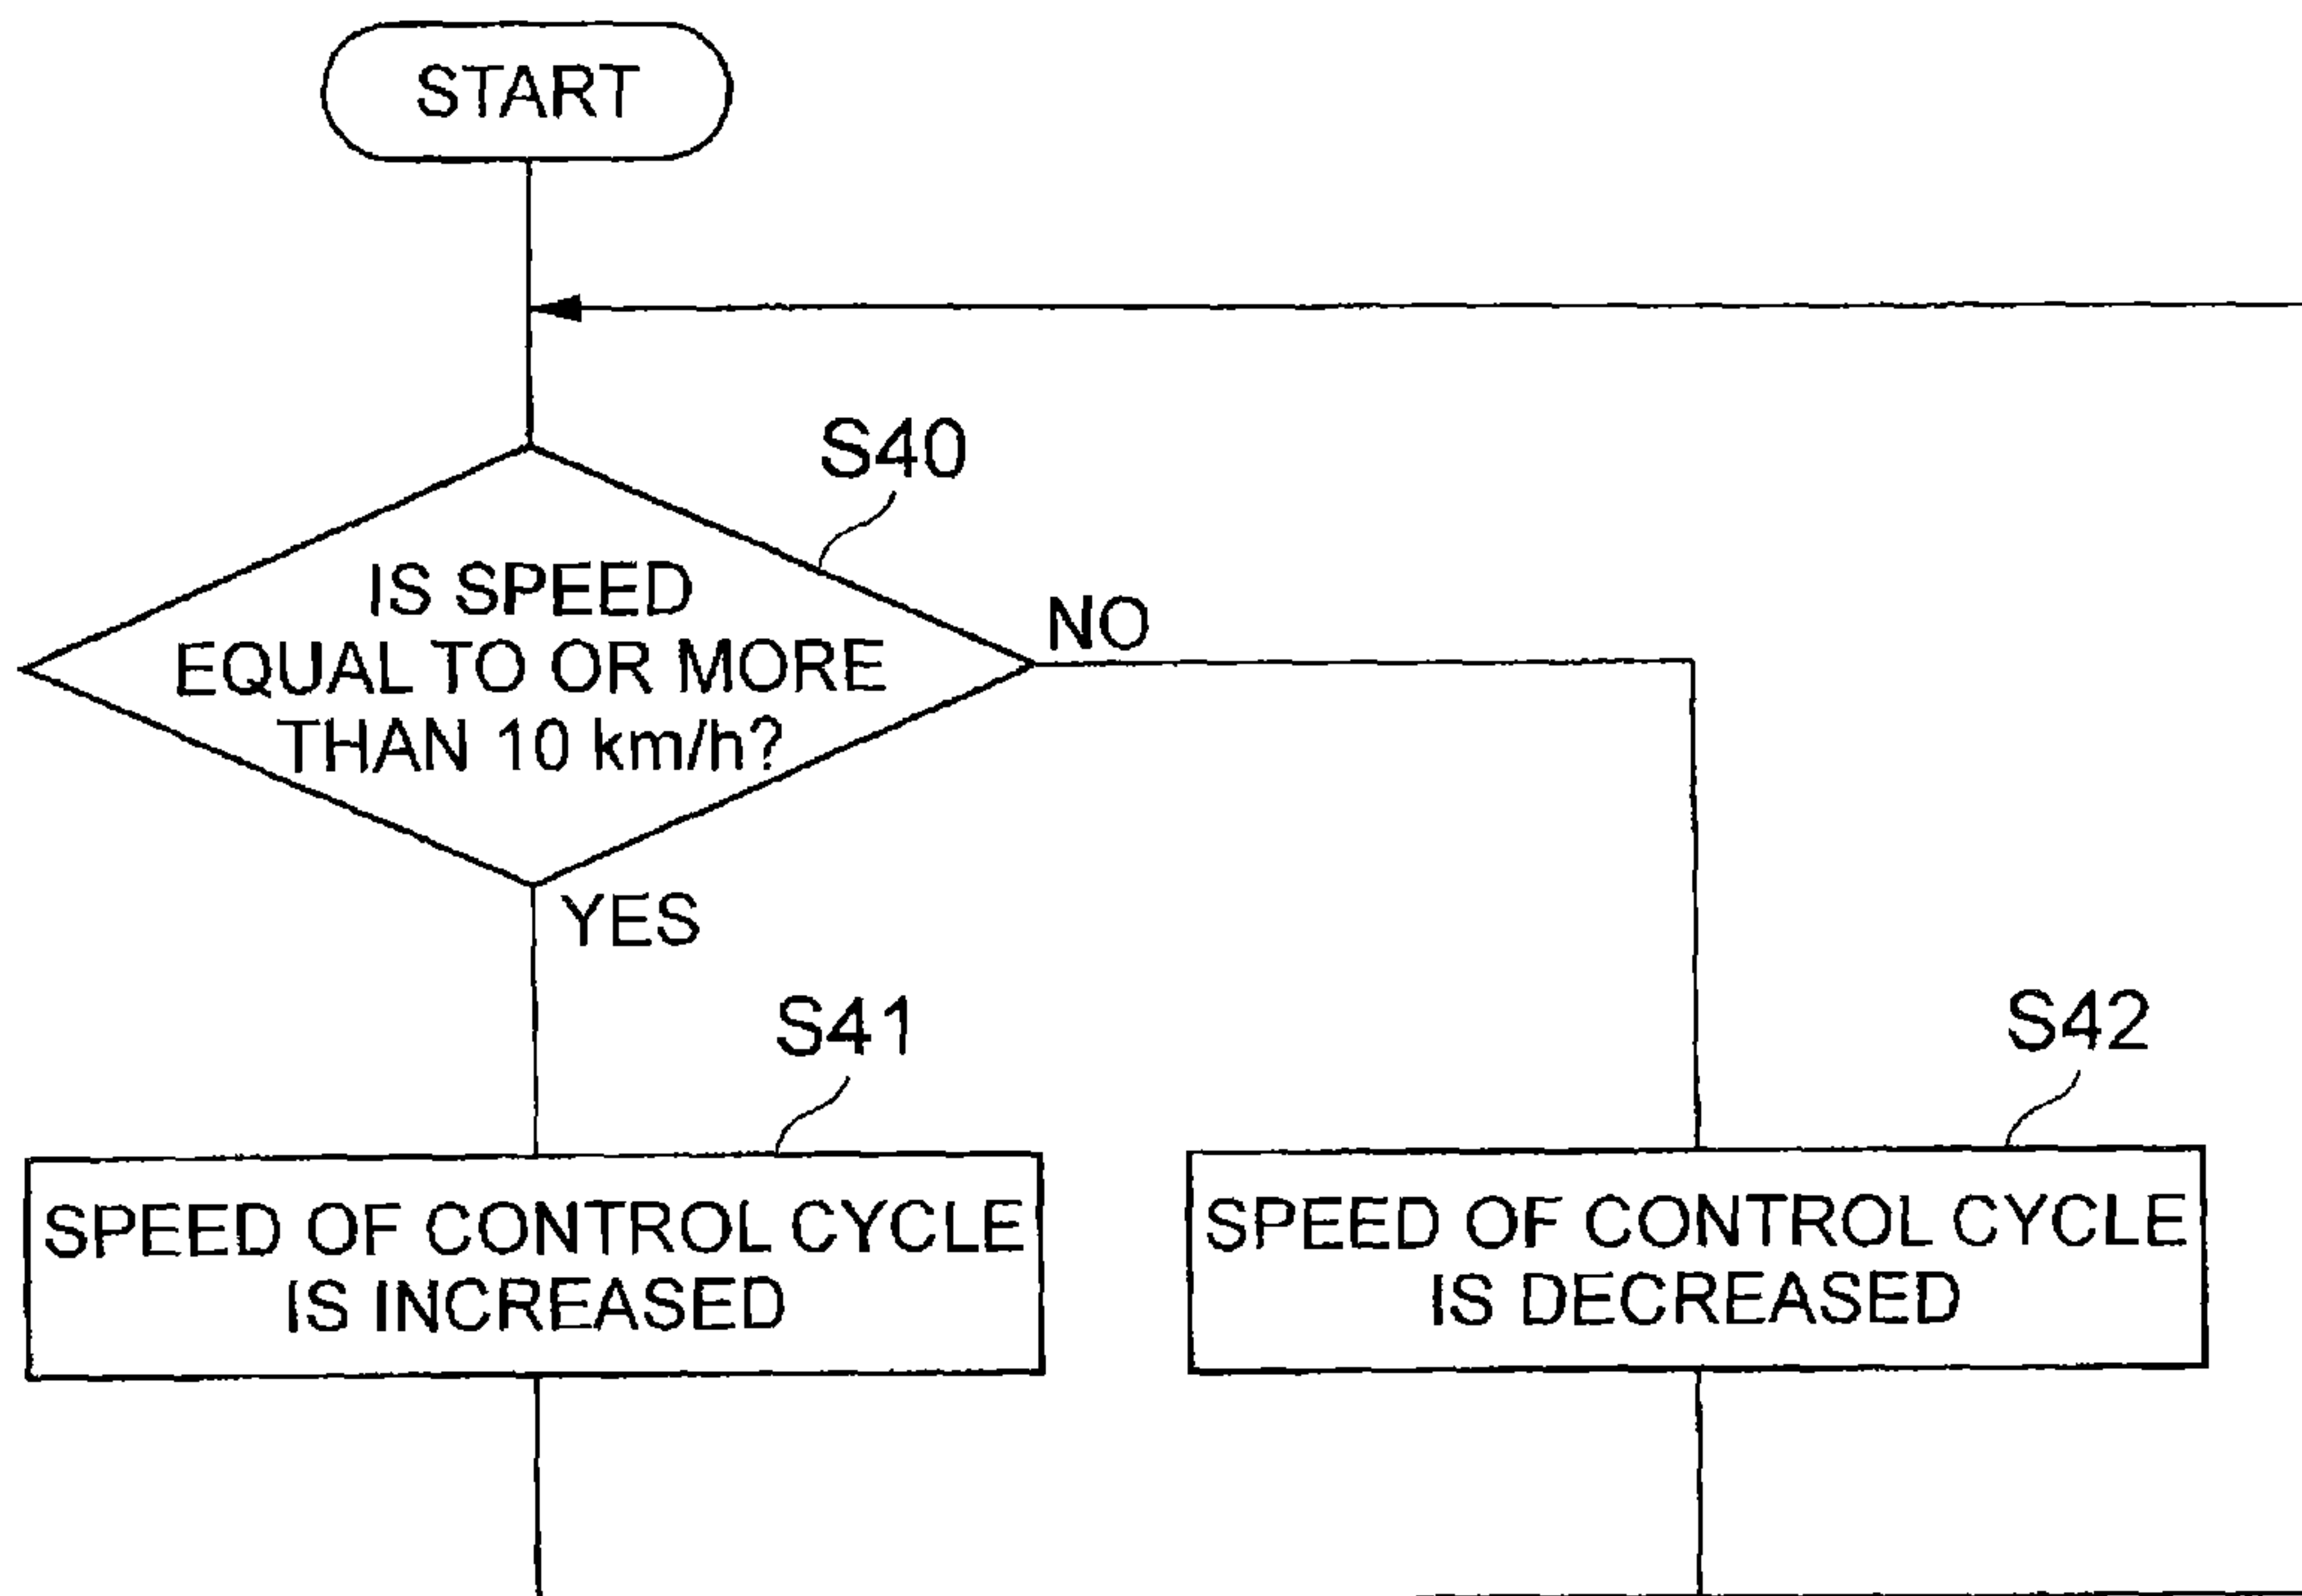 START
S40
IS SPEED
EQUAL TO OR MORE
THAN 10 km/h?
NO
YES
S41
S42
SPEED OF CONTROL CYCLE
IS INCREASED
SPEED OF CONTROL CYCLE
IS DECREASED